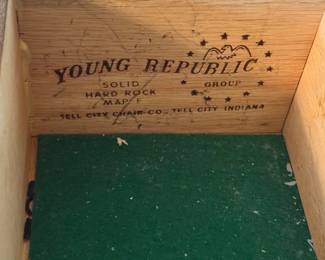 YOUNG REPUBLIC
SOLID GROUP
HARD ROCK
MAPLE
TELL CITY CHAIR CO., TELL CITY, INDIANA